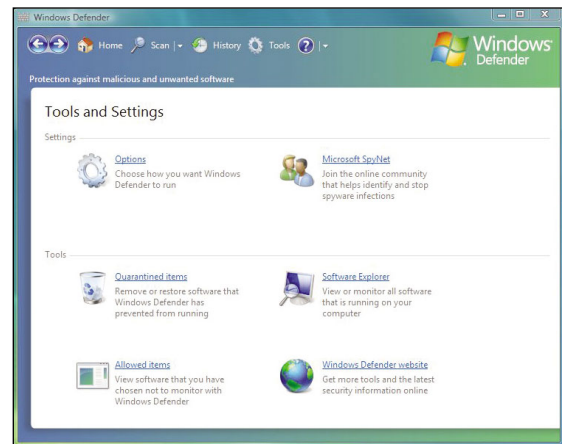 Windows Defender
Home Scan History Tools ?
Windows
Defender
Protection against malicious and unwanted software
Tools and Settings
Settings
Options
Choose how you want Windows
Defender to run
Microsoft SpyNet
Join the online community
that helps identify and stop
spyware infections
Tools
Quarantined items
Remove or restore software that
Windows Defender has
prevented from running
Software Explorer
View or monitor all software
that is running on your
computer
Allowed items
View software that you have
chosen not to monitor with
Windows Defender
Windows Defender website
Get more tools and the latest
security information online